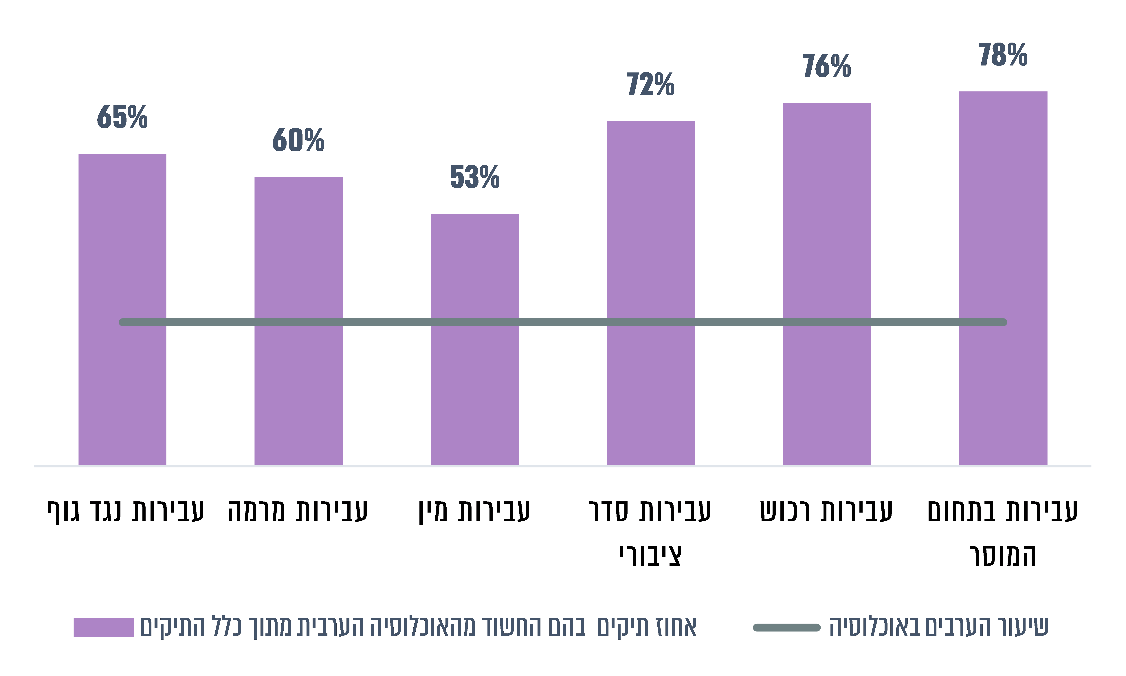 78%
76%
72%
65%
60%
53%
עבירות בתחום המוסר
עבירות רכוש
עבירות סדר ציבורי
עבירות מין
עבירות מרמה
עבירות נגד גוף
שיעור הערבים באוכלוסיה
אחוז תיקים בהם החשוד מהאוכלוסיה הערבית מתוך כלל התיקים